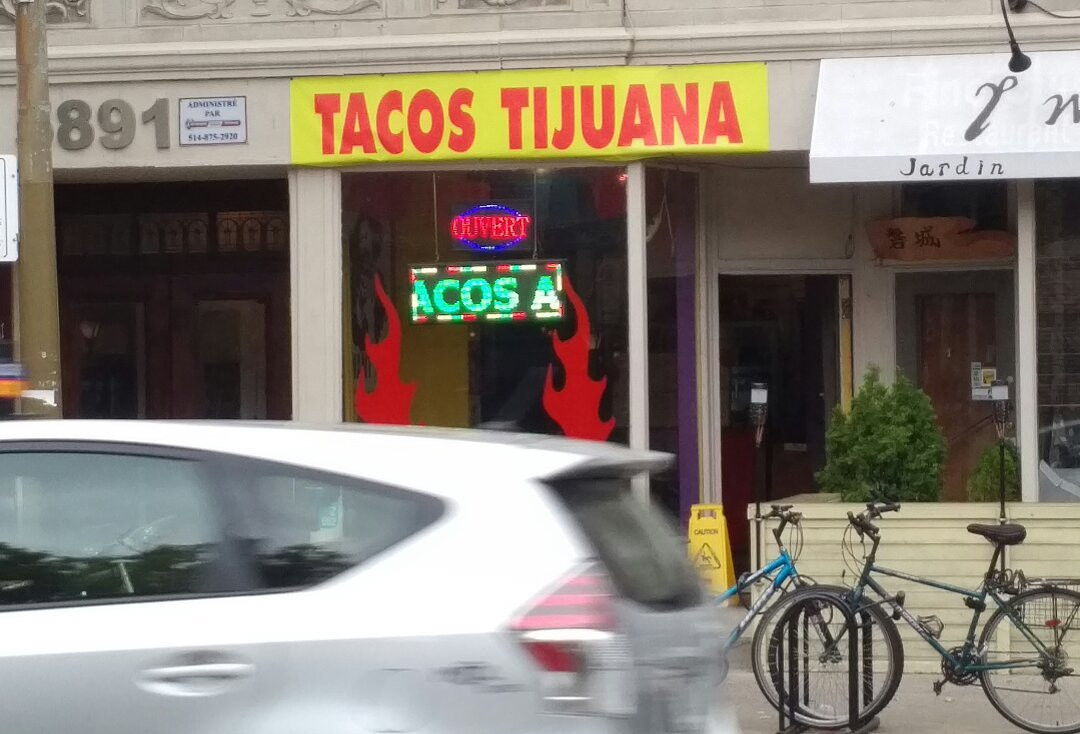 891
ADMINISTRÉ
PAR
514-875-2920
TACOS TIJUANA
OUVERT
ACOS A
Jardin
CAUTION